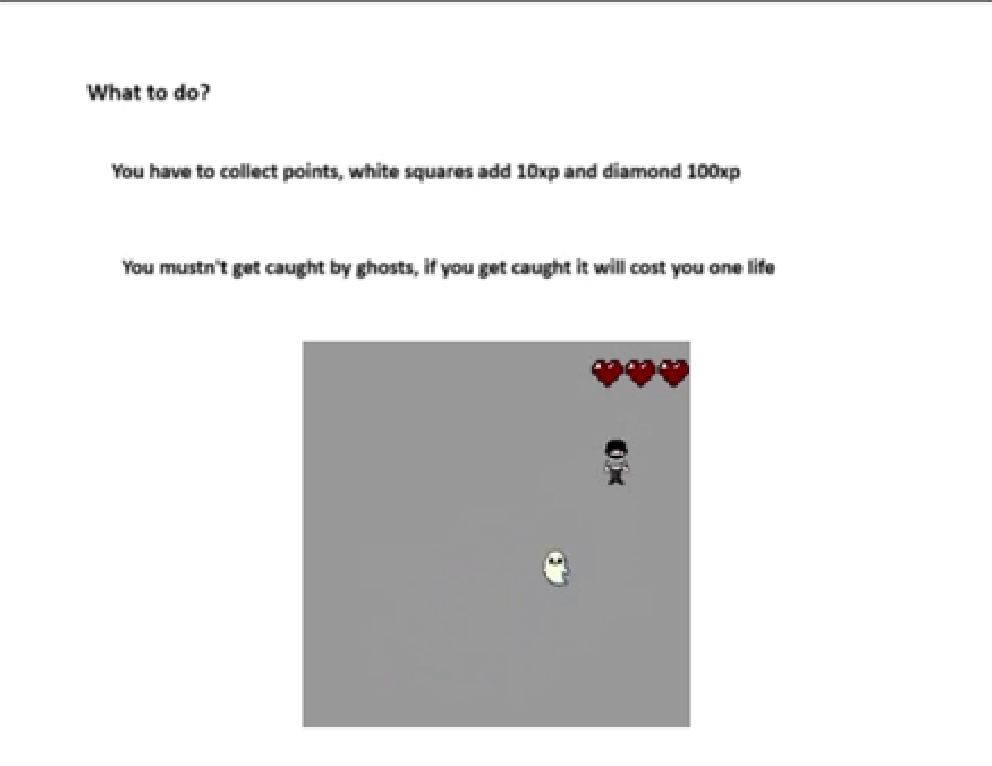 What to do?
You have to collect points, white squares add 10xp and diamond 100xp
You mustn't get caught by ghosts, if you get caught it will cost you one life